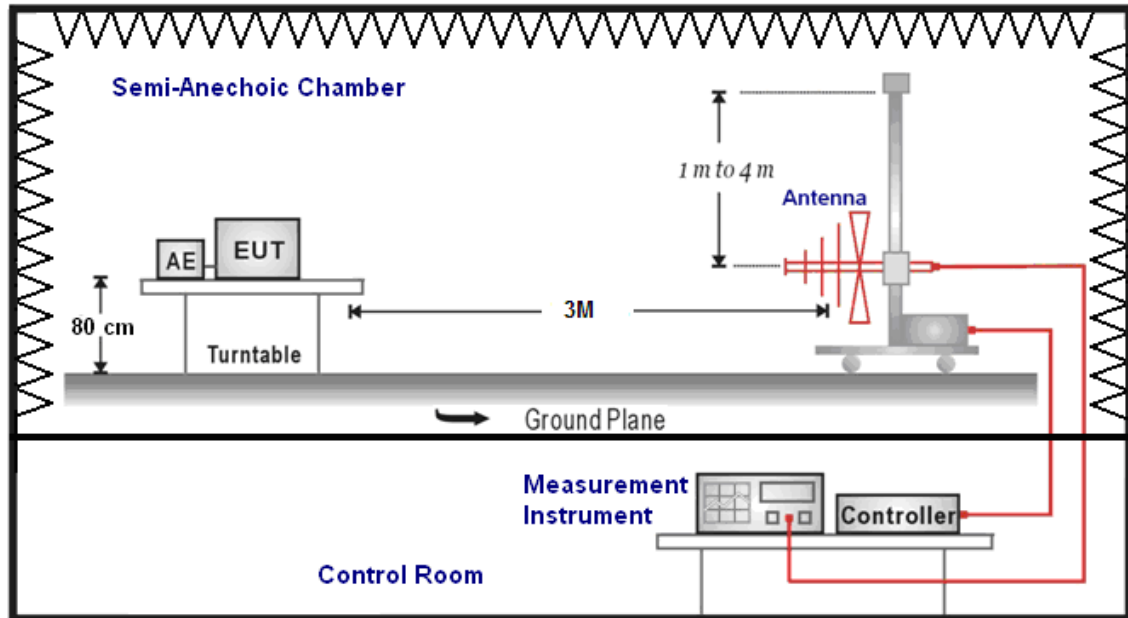 Semi-Anechoic Chamber
1 m to 4 m
Antenna
AE
EUT
3M
80 cm
Turntable
Ground Plane
Measurement
Instrument
Controller
Control Room